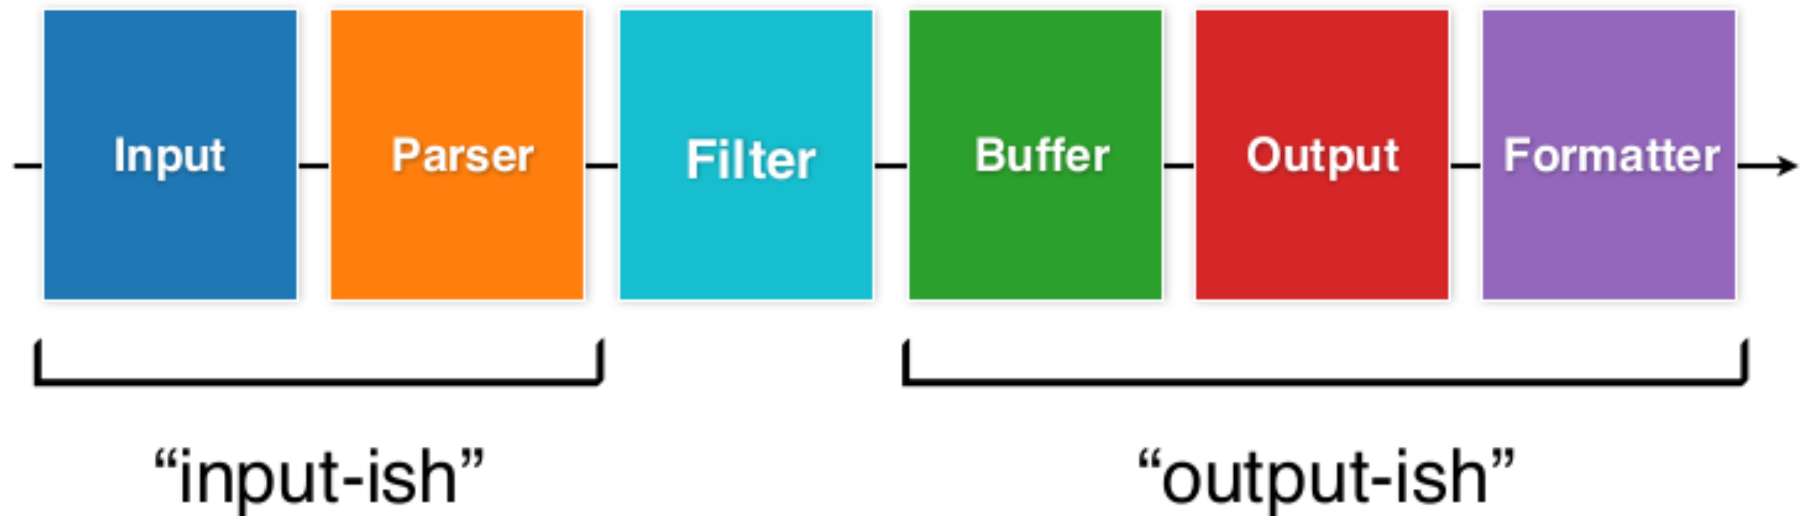 Input
Parser
Filter
Buffer
Output
Formatter
“input-ish”
“output-ish”